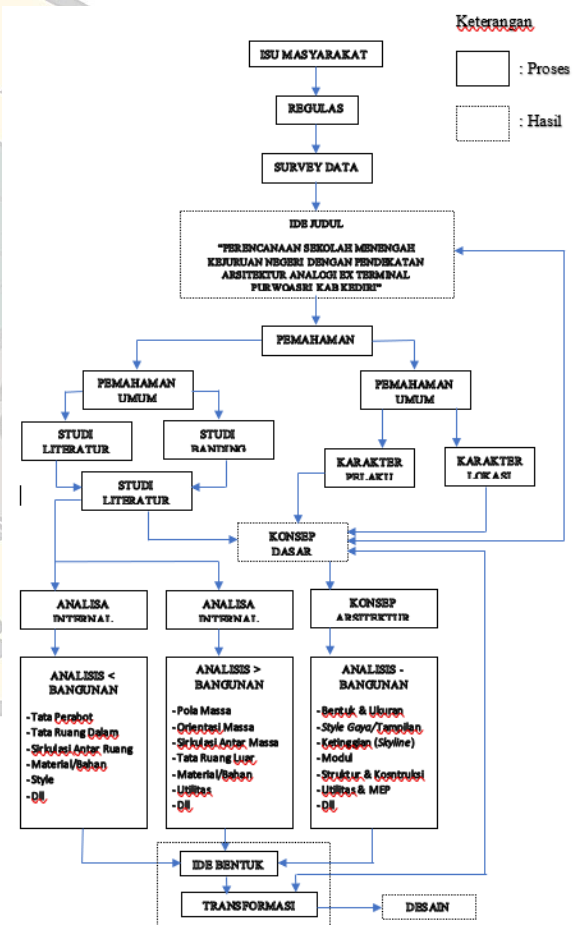 Keterangan
: Proses
: Hasil
ISU MASYARAKAT
REGULAS
SURVEY DATA
IDE JUDUL
"PERENCANAAN SEKOLAH MENENGAH
KEJURUAN NEGERI DENGAN PENDEKATAN
ARSITEKTUR ANALOGI EX TERMINAL
PURWOASRI KAB KEDIRI"
PEMAHAMAN
PEMAHAMAN
UMUM
PEMAHAMAN
UMUM
STUDI
LITERATUR
STUDI
BANDING
KARAKTER
PELAKU
KARAKTER
LOKASI
STUDI
LITERATUR
KONSEP
DASAR
ANALISA
INTERNAL
ANALISA
INTERNAL
KONSEP
ARSITEKTUR
ANALISIS <
BANGUNAN
-Tata Perabot
-Tata Ruang Dalam
-Sirkulasi Antar Ruang
-Material/Bahan
-Style
-Dll
ANALISIS >
BANGUNAN
-Pola Massa
-Orientasi Massa
-Sirkulasi Antar Massa
-Tata Ruang Luar
-Material/Bahan
-Utilitas
-Dll
ANALISIS -
BANGUNAN
-Bentuk & Ukuran
-Style Gaya/Tampilan
-Ketinggian (Skyline)
-Modul
-Struktur & Kosntruksi
-Utilitas & MEP
-Dll
IDE BENTUK
TRANSFORMASI
DESAIN